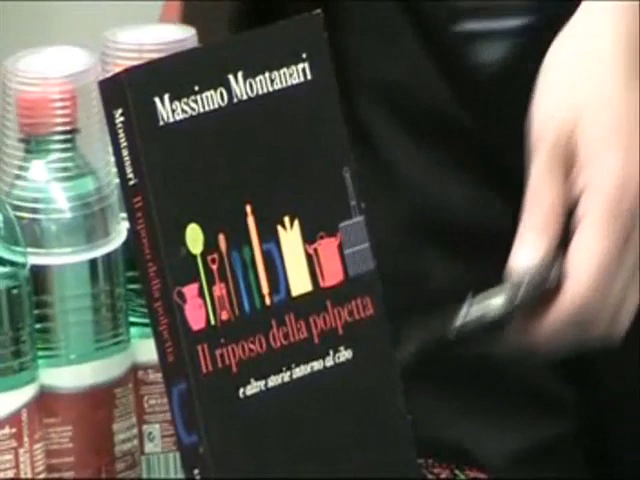 Massimo Montanari
Il riposo della polpetta
e altre storie intorno al cibo
Montanari Il riposo della polpetta